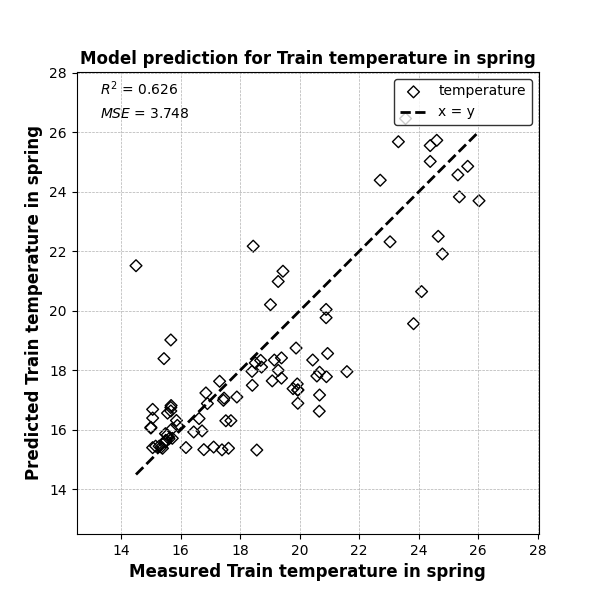 Model prediction for Train temperature in spring
28
R² = 0.626
temperature
MSE = 3.748
x = y
26
24
22
20
18
16
14
Predicted Train temperature in spring
14 16 18 20 22 24 26 28
Measured Train temperature in spring